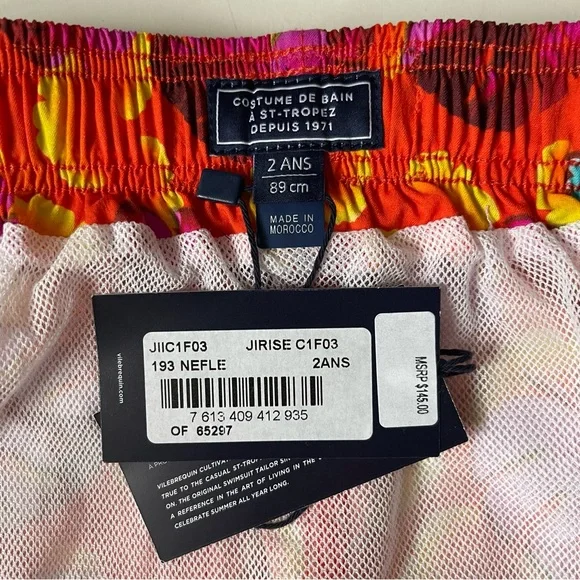 COSTUME DE BAIN
À ST-TROPEZ
DEPUIS 1971
2 ANS
89 cm
MADE IN
MOROCCO
vilebrequin.com
JIIC1F03 JIRISE C1F03
193 NEFLE 2ANS
7 613 409 412 935
OF 65297
MSRP $145.00
VILEBREQUIN CULTIV
TRUE TO THE CASUAL ST-TROP
ON. THE ORIGINAL SWIMSUIT TAILOR SIN
A REFERENCE IN THE ART OF LIVING IN THE
CELEBRATE SUMMER ALL YEAR LONG.